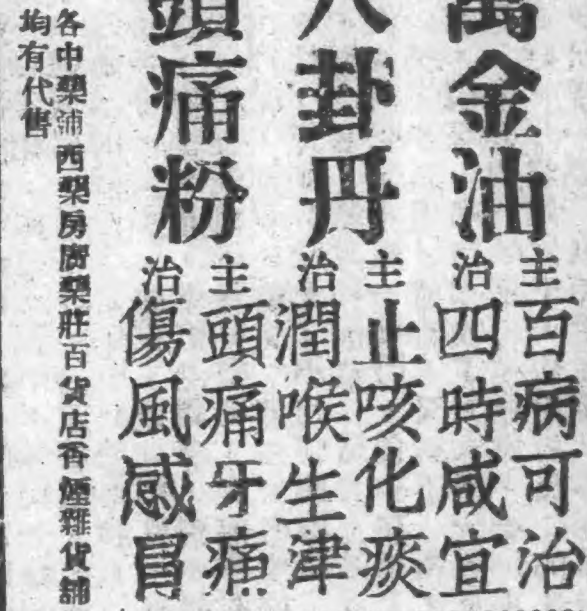 萬金油
主治
百病可治
四時咸宜
八卦丹
主治
止咳化痰
潤喉生津
頭痛粉
主治
頭痛牙痛
傷風感冒
各中藥浦西藥房廣藥莊百貨店香煙雜貨舖
均有代售